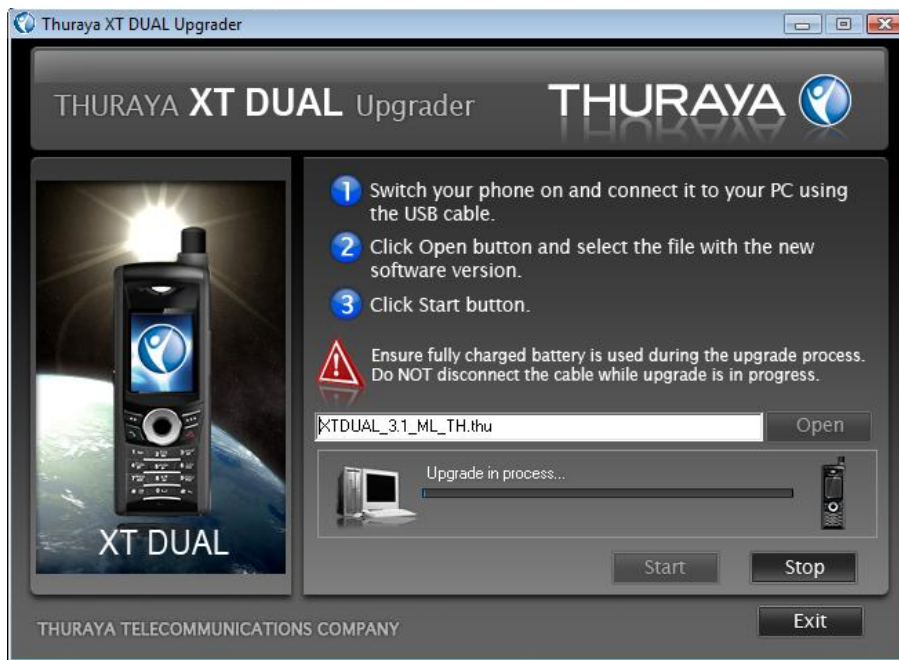 Thuraya XT DUAL Upgrader
THURAYA XT DUAL Upgrader
THURAYA
1 Switch your phone on and connect it to your PC using
the USB cable.
2 Click Open button and select the file with the new
software version.
3 Click Start button.
Ensure fully charged battery is used during the upgrade process.
Do NOT disconnect the cable while upgrade is in progress.
XTDUAL_3.1_ML_TH.thu
Open
Upgrade in process...
XT DUAL
Start
Stop
THURAYA TELECOMMUNICATIONS COMPANY
Exit